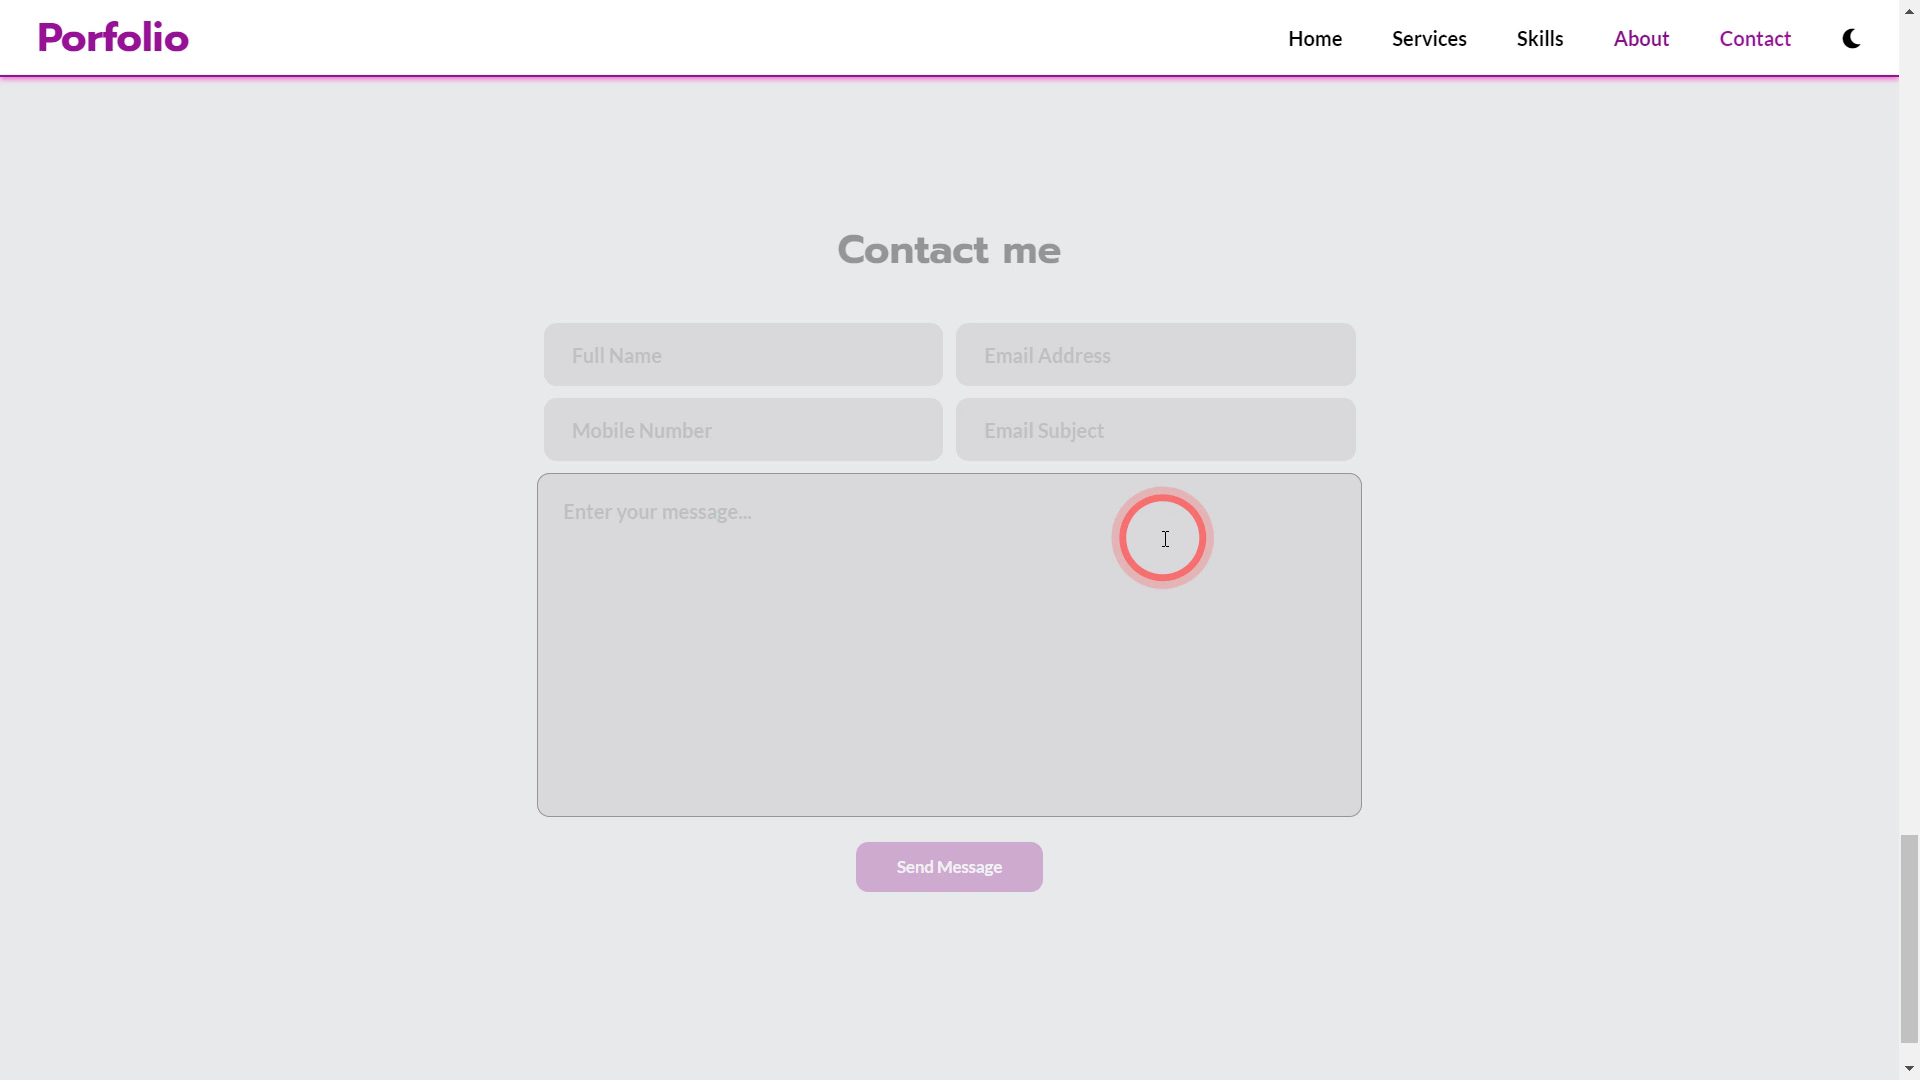 Porfolio
Home Services Skills About Contact
Contact me
Full Name Email Address
Mobile Number Email Subject
Enter your message...
Send Message